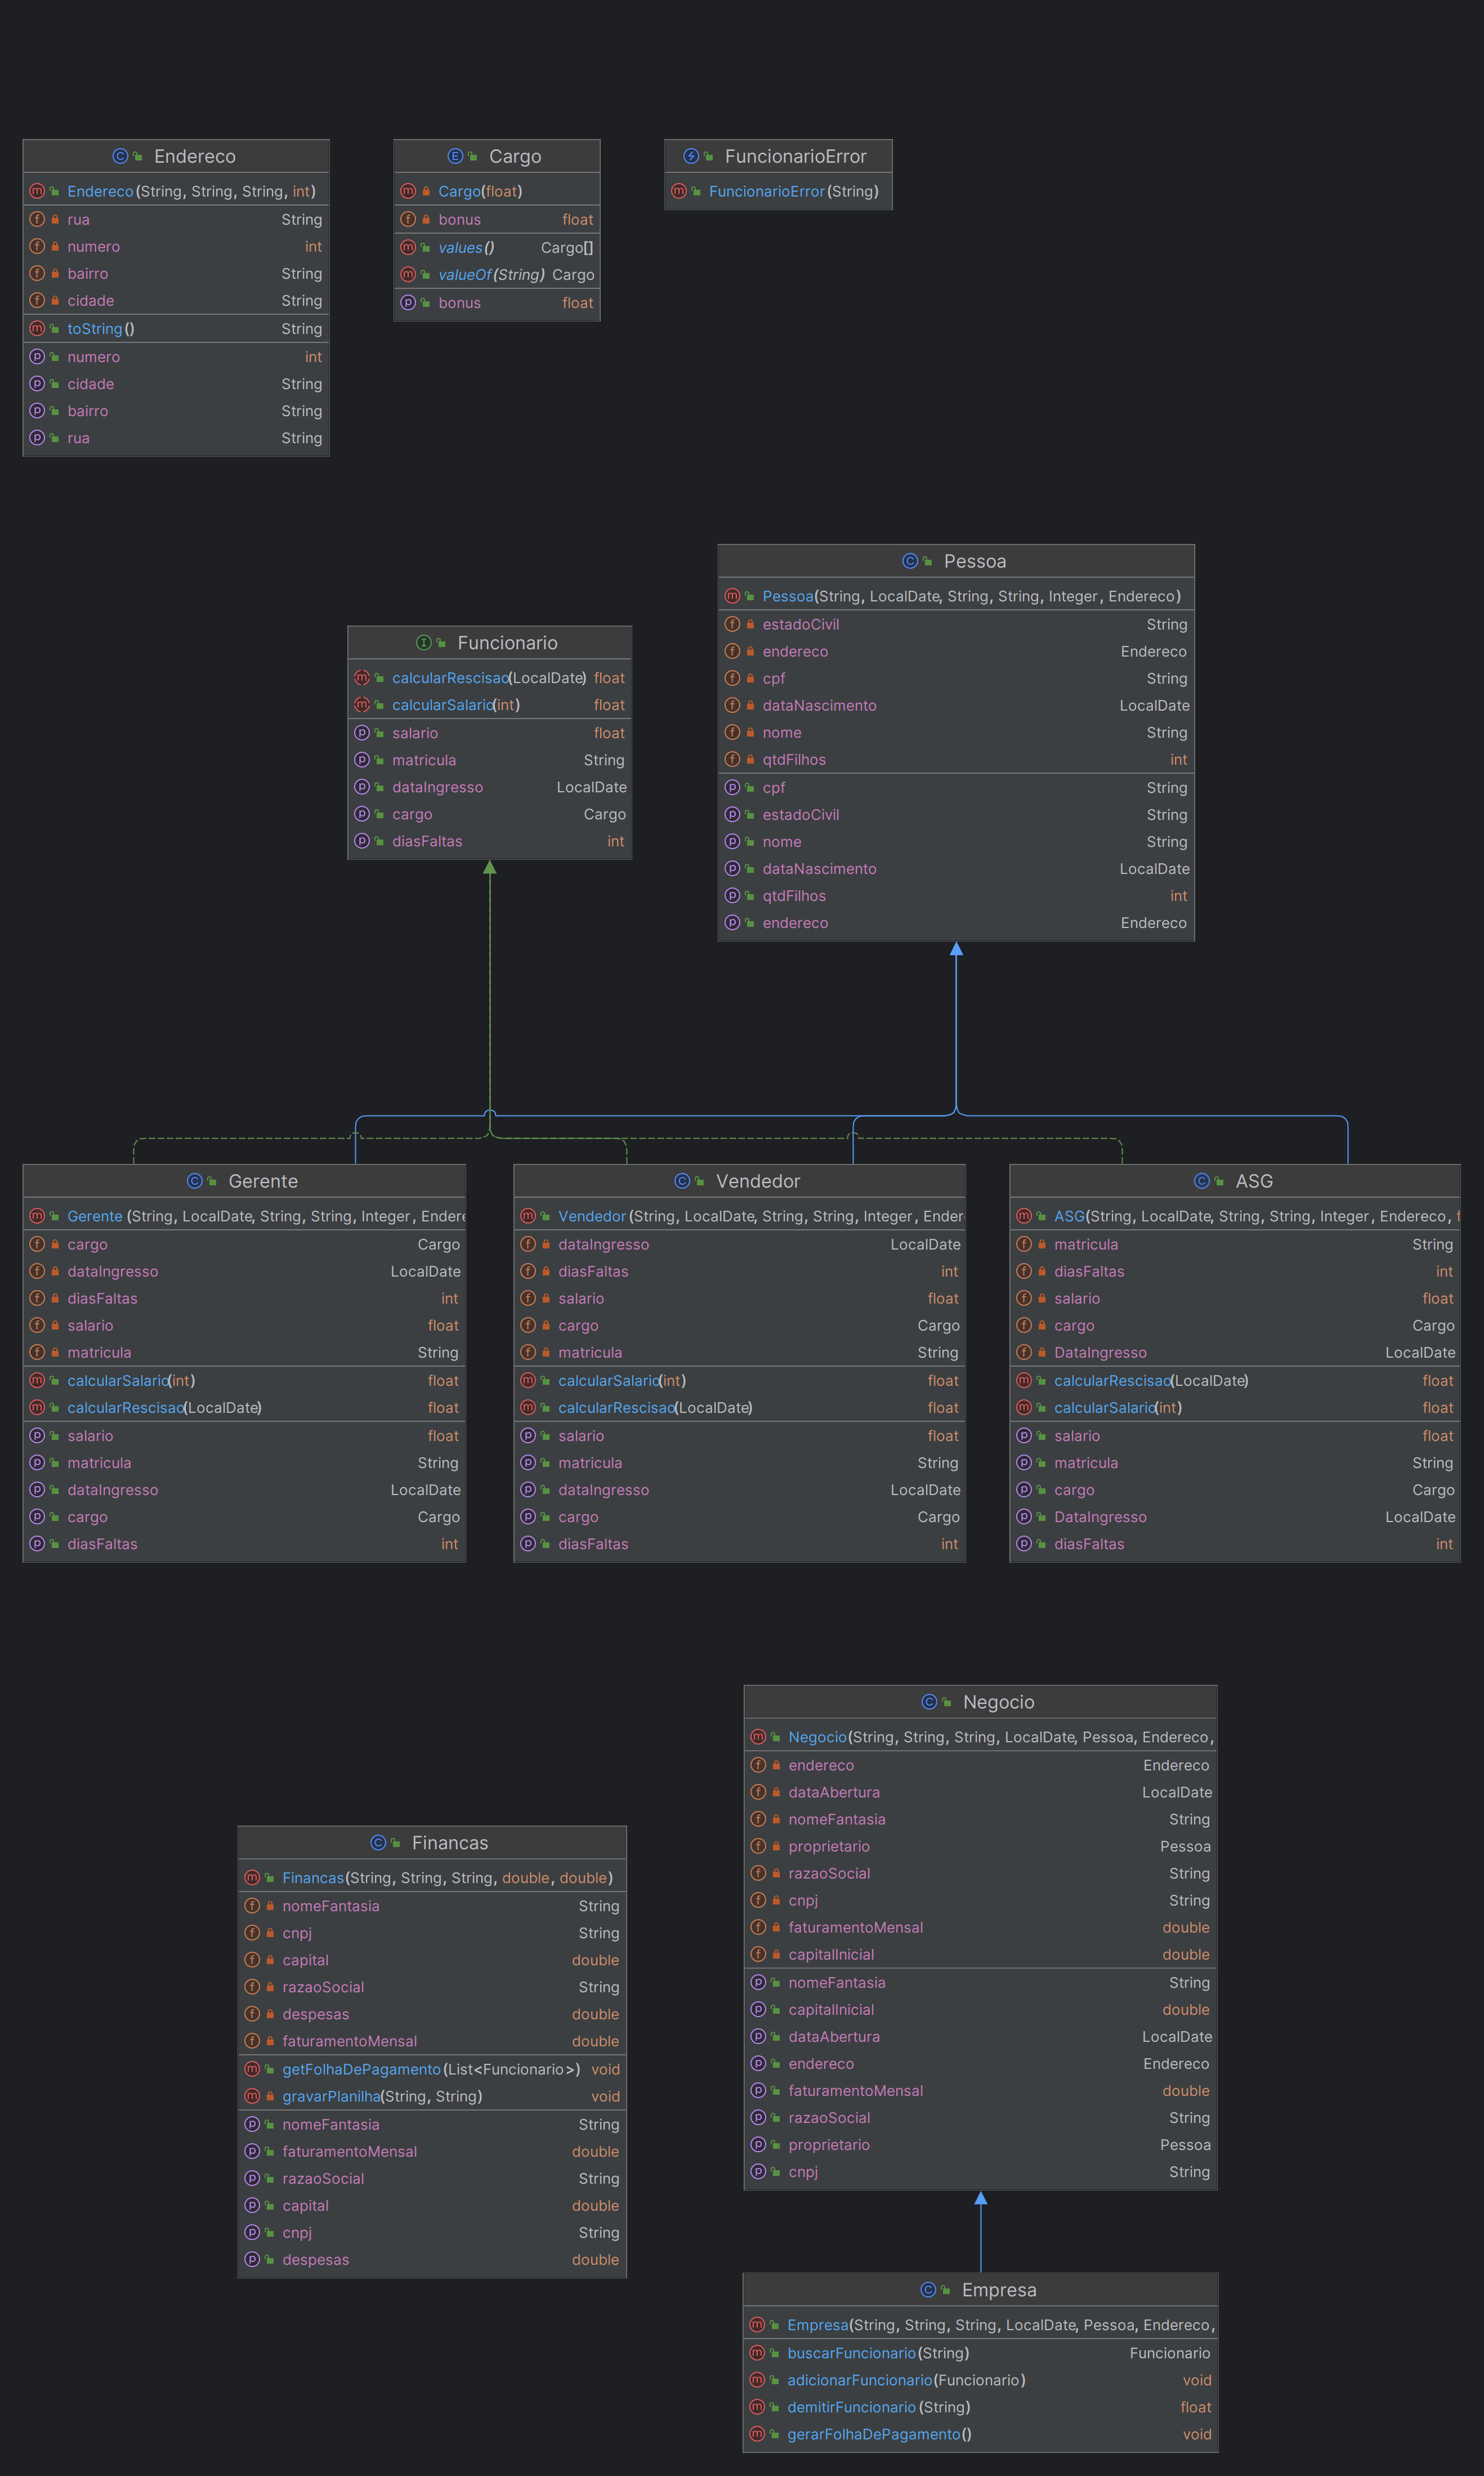 Endereco
Endereco(String, String, String, int)
rua String
numero int
bairro String
cidade String
toString() String
numero int
cidade String
bairro String
rua String
Cargo
Cargo(float)
bonus float
values() Cargo[]
valueOf(String) Cargo
bonus float
FuncionarioError
FuncionarioError(String)
Funcionario
calcularRescisao(LocalDate) float
calcularSalario(int) float
salario float
matricula String
dataIngresso LocalDate
cargo Cargo
diasFaltas int
Pessoa
Pessoa(String, LocalDate, String, String, Integer, Endereco)
estadoCivil String
endereco Endereco
cpf String
dataNascimento LocalDate
nome String
qtdFilhos int
cpf String
estadoCivil String
nome String
dataNascimento LocalDate
qtdFilhos int
endereco Endereco
Gerente
Gerente(String, LocalDate, String, String, Integer, Endere
cargo Cargo
dataIngresso LocalDate
diasFaltas int
salario float
matricula String
calcularSalario(int) float
calcularRescisao(LocalDate) float
salario float
matricula String
dataIngresso LocalDate
cargo Cargo
diasFaltas int
Vendedor
Vendedor(String, LocalDate, String, String, Integer, Ender
dataIngresso LocalDate
diasFaltas int
salario float
cargo Cargo
matricula String
calcularSalario(int) float
calcularRescisao(LocalDate) float
salario float
matricula String
dataIngresso LocalDate
cargo Cargo
diasFaltas int
ASG
ASG(String, LocalDate, String, String, Integer, Endereco,
matricula String
diasFaltas int
salario float
cargo Cargo
DataIngresso LocalDate
calcularRescisao(LocalDate) float
calcularSalario(int) float
salario float
matricula String
cargo Cargo
DataIngresso LocalDate
diasFaltas int
Financas
Financas(String, String, String, double, double)
nomeFantasia String
cnpj String
capital double
razaoSocial String
despesas double
faturamentoMensal double
getFolhaDePagamento(List<Funcionario>) void
gravarPlanilha(String, String) void
nomeFantasia String
faturamentoMensal double
razaoSocial String
capital double
cnpj String
despesas double
Negocio
Negocio(String, String, String, LocalDate, Pessoa, Endereco,
endereco Endereco
dataAbertura LocalDate
nomeFantasia String
proprietario Pessoa
razaoSocial String
cnpj String
faturamentoMensal double
capitalInicial double
nomeFantasia String
capitalInicial double
dataAbertura LocalDate
endereco Endereco
faturamentoMensal double
razaoSocial String
proprietario Pessoa
cnpj String
Empresa
Empresa(String, String, String, LocalDate, Pessoa, Endereco,
buscarFuncionario(String) Funcionario
adicionarFuncionario(Funcionario) void
demitirFuncionario(String) float
gerarFolhaDePagamento() void